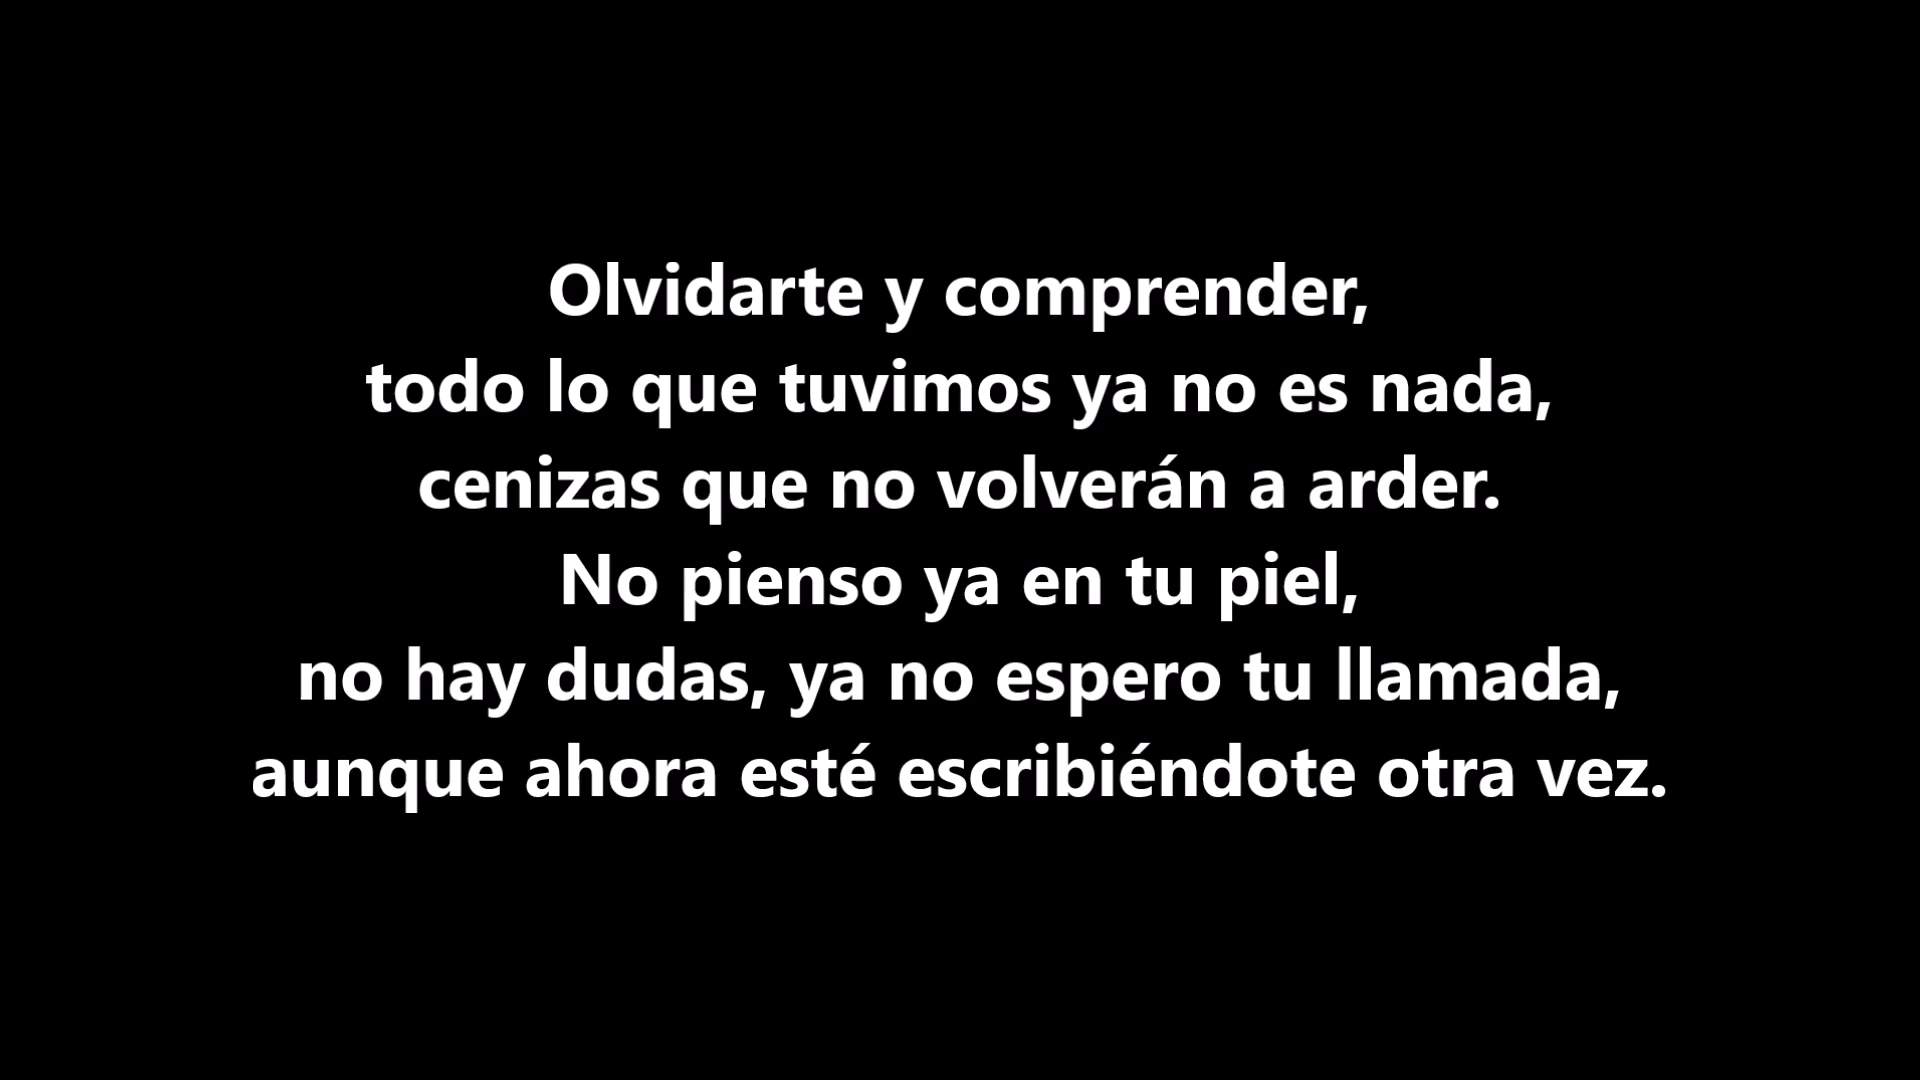 Olvidarte y comprender,
todo lo que tuvimos ya no es nada,
cenizas que no volverán a arder.
No pienso ya en tu piel,
no hay dudas, ya no espero tu llamada,
aunque ahora esté escribiéndote otra vez.